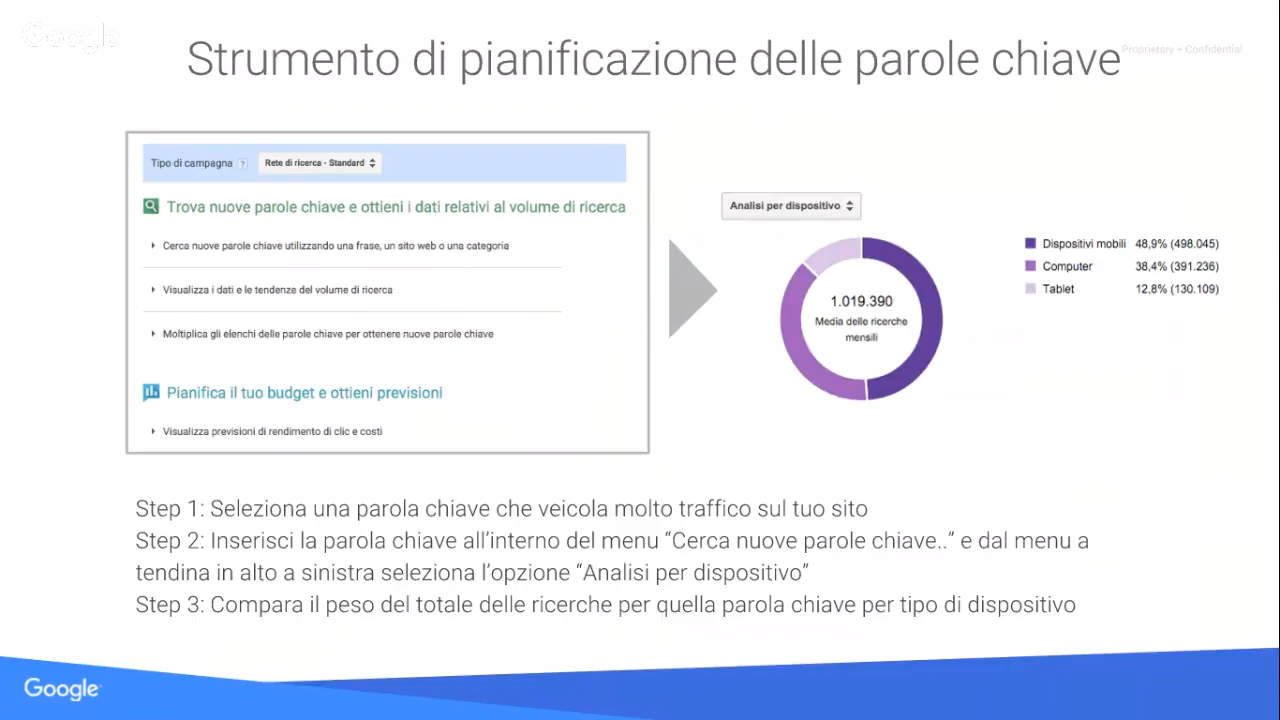 Google
Strumento di pianificazione delle parole chiave
Proprietary + Confidential
Tipo di campagna ?
Rete di ricerca - Standard
Trova nuove parole chiave e ottieni i dati relativi al volume di ricerca
Cerca nuove parole chiave utilizzando una frase, un sito web o una categoria
Visualizza i dati e le tendenze del volume di ricerca
Moltiplica gli elenchi delle parole chiave per ottenere nuove parole chiave
Pianifica il tuo budget e ottieni previsioni
Visualizza previsioni di rendimento di clic e costi
Analisi per dispositivo
1.019.390
Media delle ricerche
mensili
Dispositivi mobili 48,9% (498.045)
Computer 38,4% (391.236)
Tablet 12,8% (130.109)
Step 1: Seleziona una parola chiave che veicola molto traffico sul tuo sito
Step 2: Inserisci la parola chiave all'interno del menu “Cerca nuove parole chiave..” e dal menu a
tendina in alto a sinistra seleziona l'opzione “Analisi per dispositivo”
Step 3: Compara il peso del totale delle ricerche per quella parola chiave per tipo di dispositivo
Google